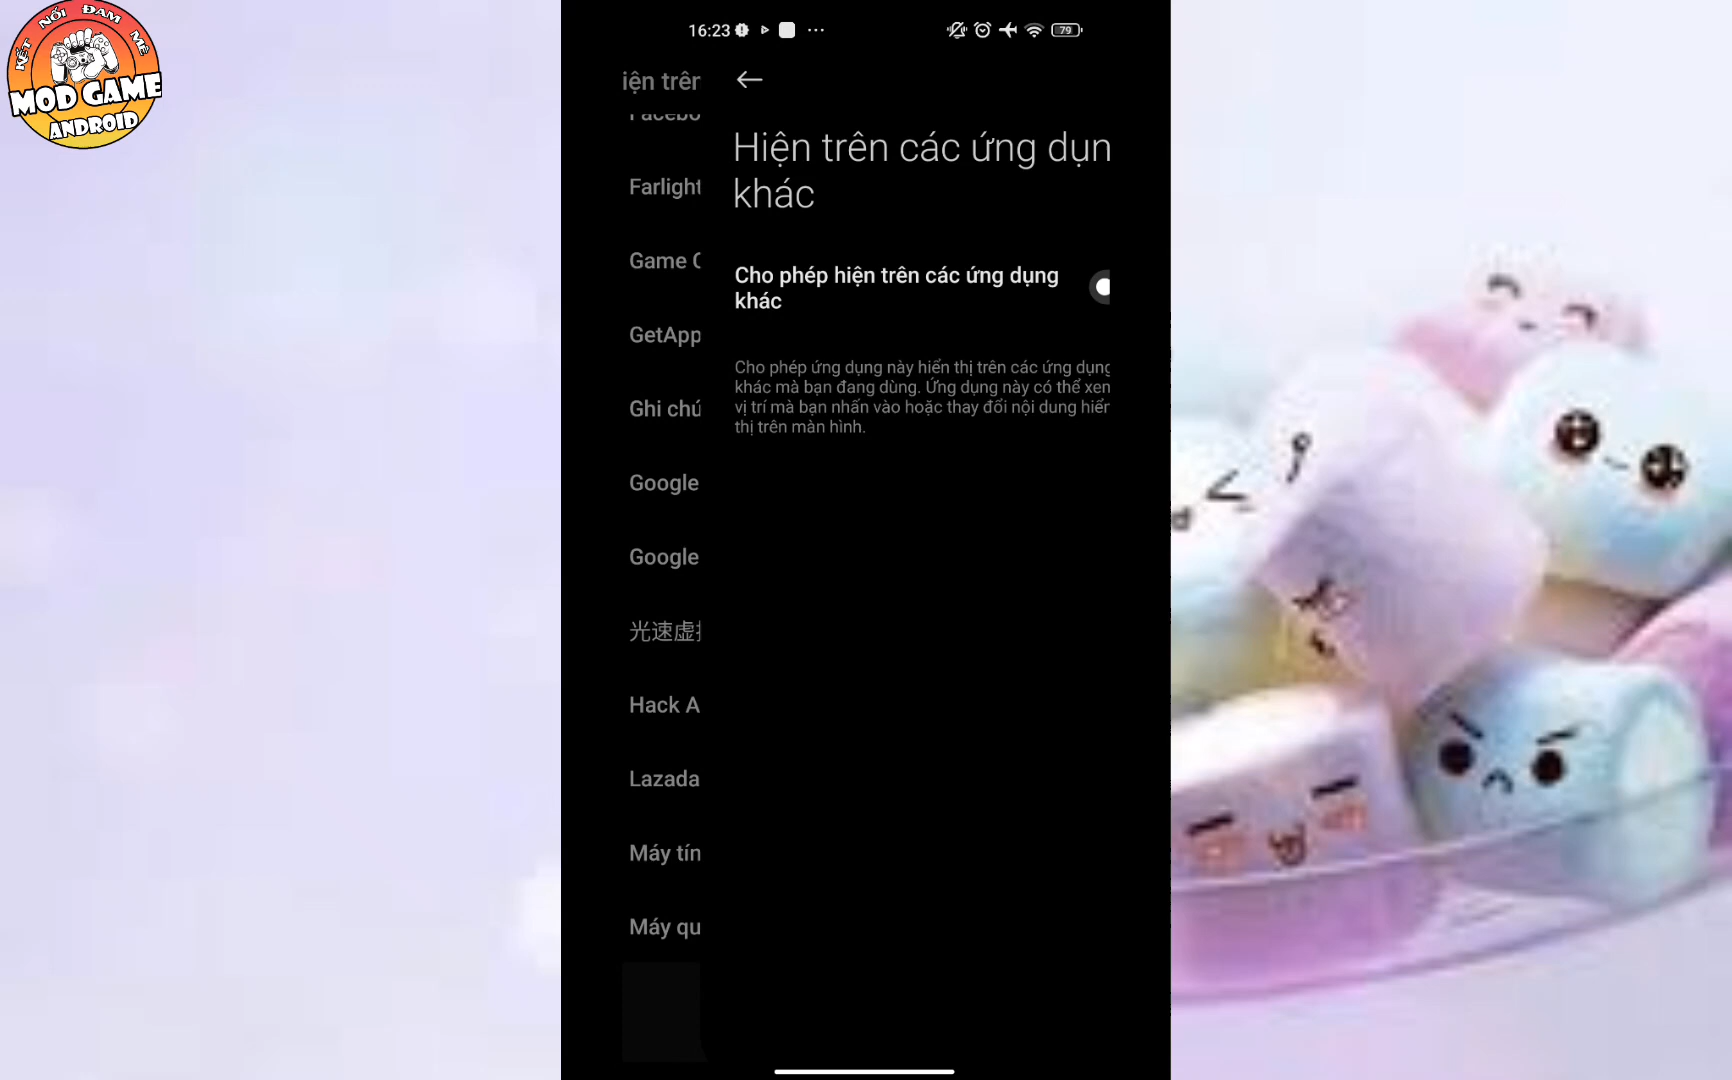 KẾT NỐI ĐAM MÊ
MOD GAME
ANDROID
16:23
79
iện trên
Facebo
Hiện trên các ứng dụn
khác
Farlight
Game
GetApp
Ghi chú
Google
Google
光速虚
Hack A
Lazada
Máy tín
Máy qu
Cho phép hiện trên các ứng dụng
khác
Cho phép ứng dụng này hiển thị trên các ứng dụng
khác mà bạn đang dùng. Ứng dụng này có thể xem
vị trí mà bạn nhấn vào hoặc thay đổi nội dung hiển
thị trên màn hình.